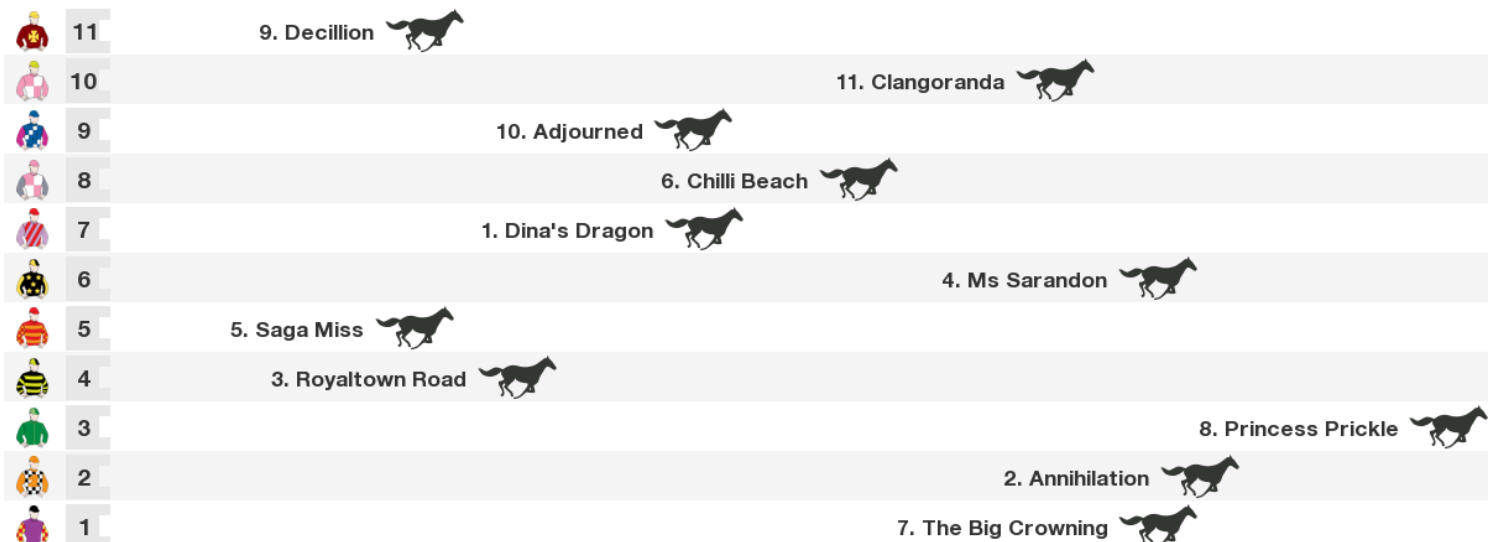 11 9. Decillion
10 11. Clangoranda
9 10. Adjourned
8 6. Chilli Beach
7 1. Dina's Dragon
6 4. Ms Sarandon
5 5. Saga Miss
4 3. Royaltown Road
3 8. Princess Prickle
2 2. Annihilation
1 7. The Big Crowning